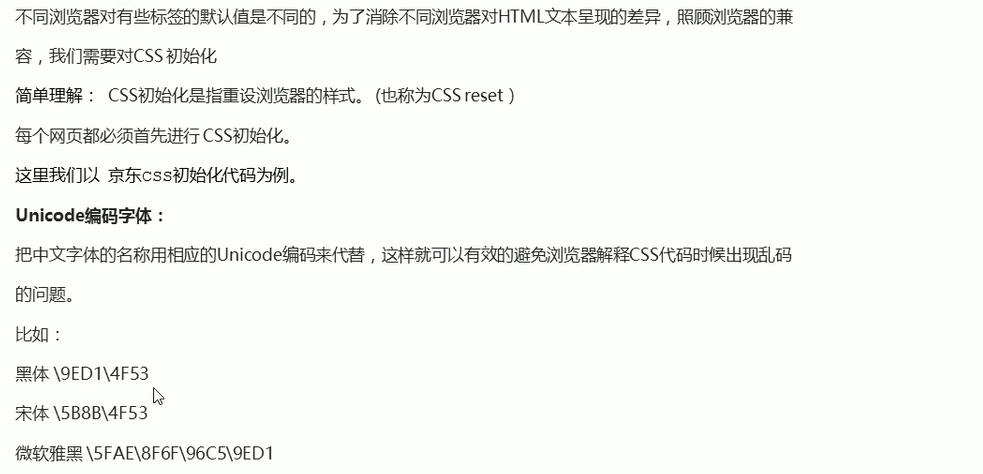 不同浏览器对有些标签的默认值是不同的，为了消除不同浏览器对HTML文本呈现的差异，照顾浏览器的兼
容，我们需要对CSS 初始化
简单理解： CSS初始化是指重设浏览器的样式。 (也称为CSS reset ）
每个网页都必须首先进行 CSS初始化。
这里我们以 京东css初始化代码为例。
Unicode编码字体：
把中文字体的名称用相应的Unicode编码来代替，这样就可以有效的避免浏览器解释CSS代码时候出现乱码
的问题。
比如：
黑体 \9ED1\4F53
宋体 \5B8B\4F53
微软雅黑 \5FAE\8F6F\96C5\9ED1